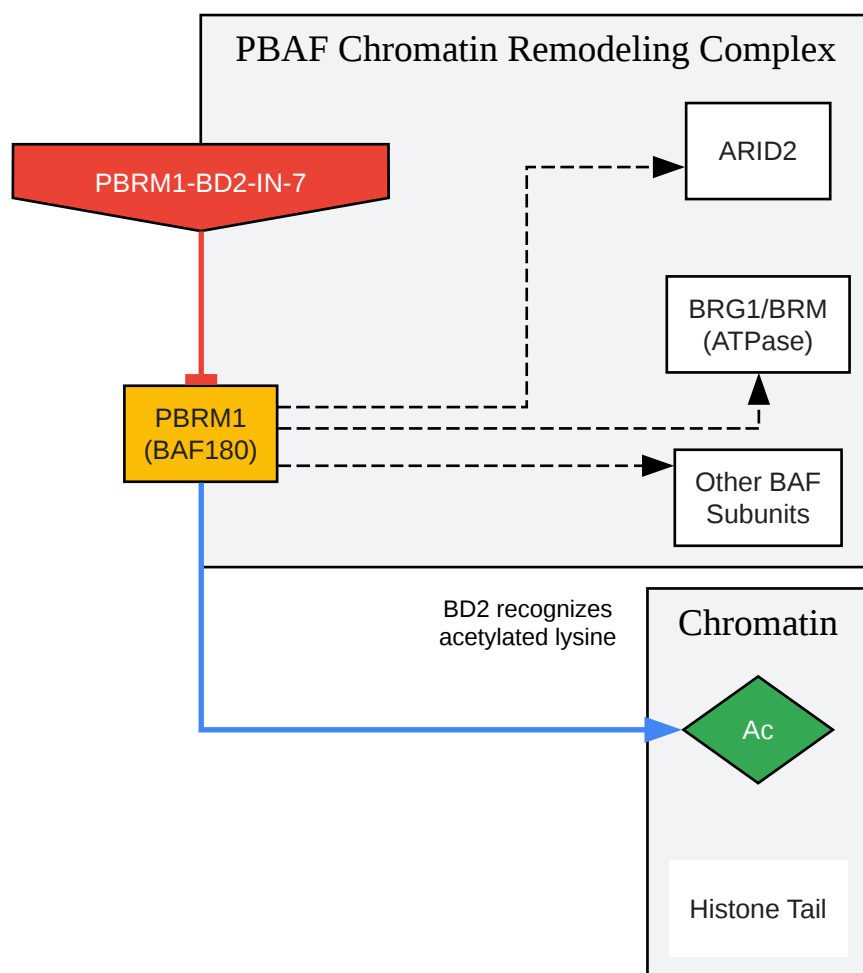 PBAF Chromatin Remodeling Complex
ARID2
PBRM1-BD2-IN-7
BRG1/BRM
(ATPase)
PBRM1
(BAF180)
Other BAF
Subunits
BD2 recognizes
acetylated lysine
Chromatin
Ac
Histone Tail